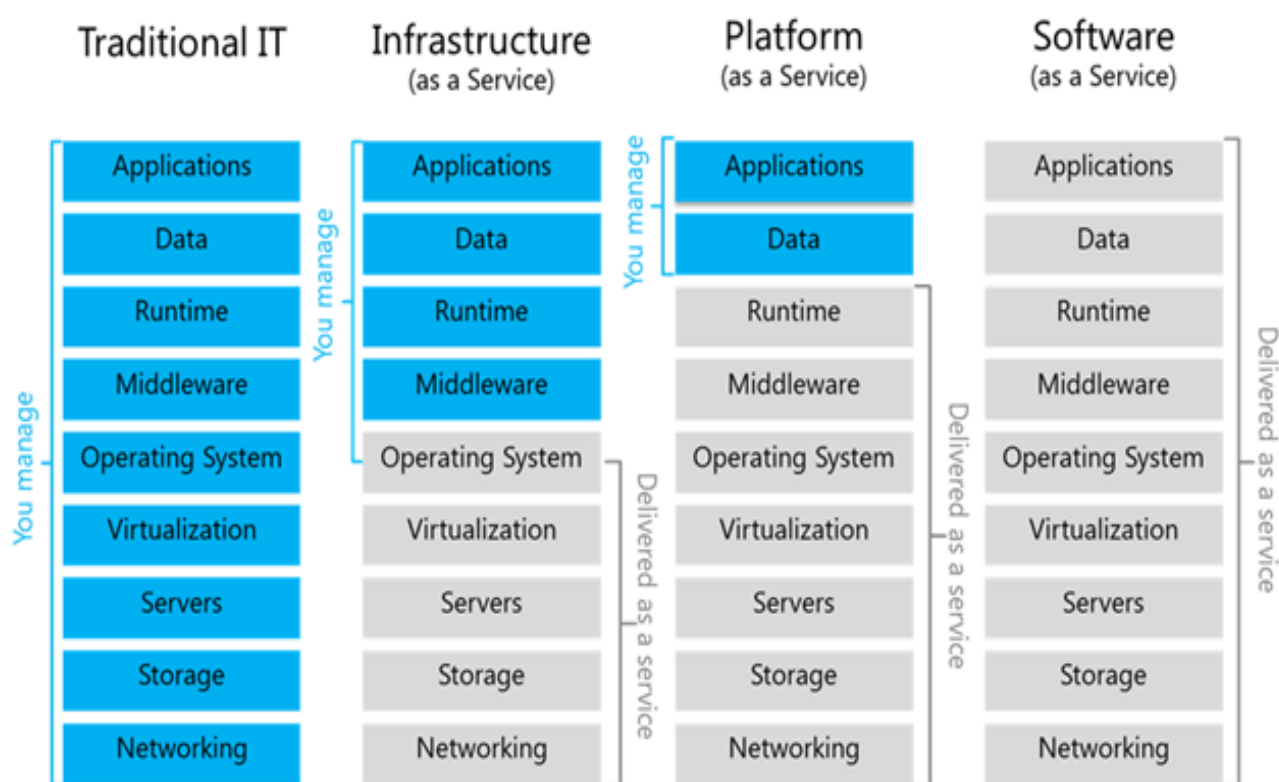 Traditional IT
Infrastructure
(as a Service)
Platform
(as a Service)
Software
(as a Service)
You manage
Applications
Data
Runtime
Middleware
Operating System
Virtualization
Servers
Storage
Networking
You manage
Applications
Data
Runtime
Middleware
Operating System
Virtualization
Servers
Storage
Networking
Delivered as a service
You manage
Applications
Data
Runtime
Middleware
Operating System
Virtualization
Servers
Storage
Networking
Delivered as a service
Applications
Data
Runtime
Middleware
Operating System
Virtualization
Servers
Storage
Networking
Delivered as a service